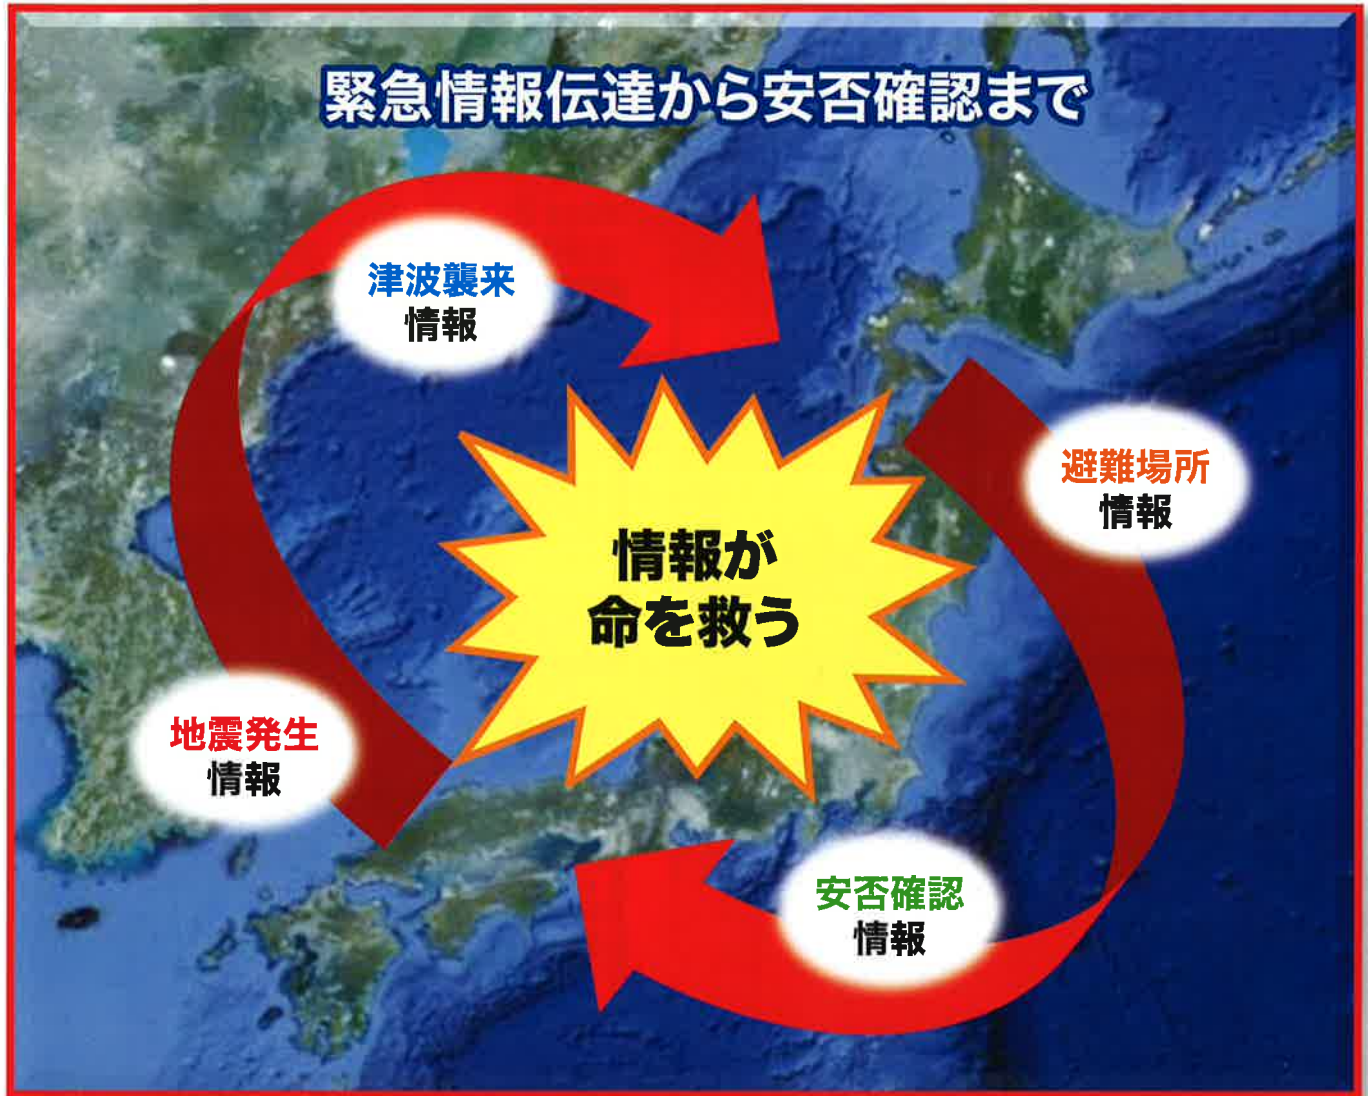 緊急情報伝達から安否確認まで
津波襲来
情報
避難場所
情報
情報が
命を救う
地震発生
情報
安否確認
情報